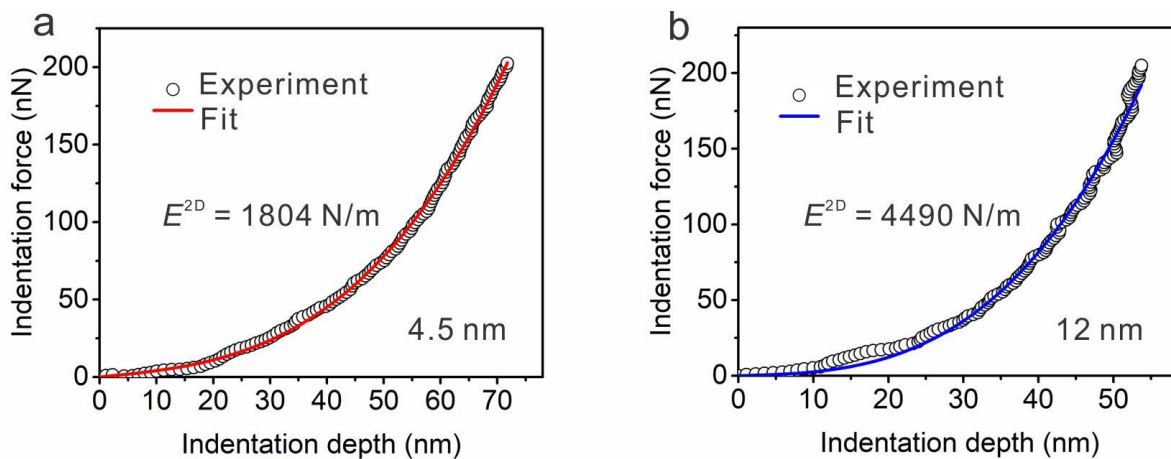 a
Indentation force (nN)
200
150
100
50
0
Experiment
Fit
E²ᴰ = 1804 N/m
4.5 nm
0 10 20 30 40 50 60 70
Indentation depth (nm)
b
Indentation force (nN)
200
150
100
50
0
Experiment
Fit
E²ᴰ = 4490 N/m
12 nm
0 10 20 30 40 50
Indentation depth (nm)